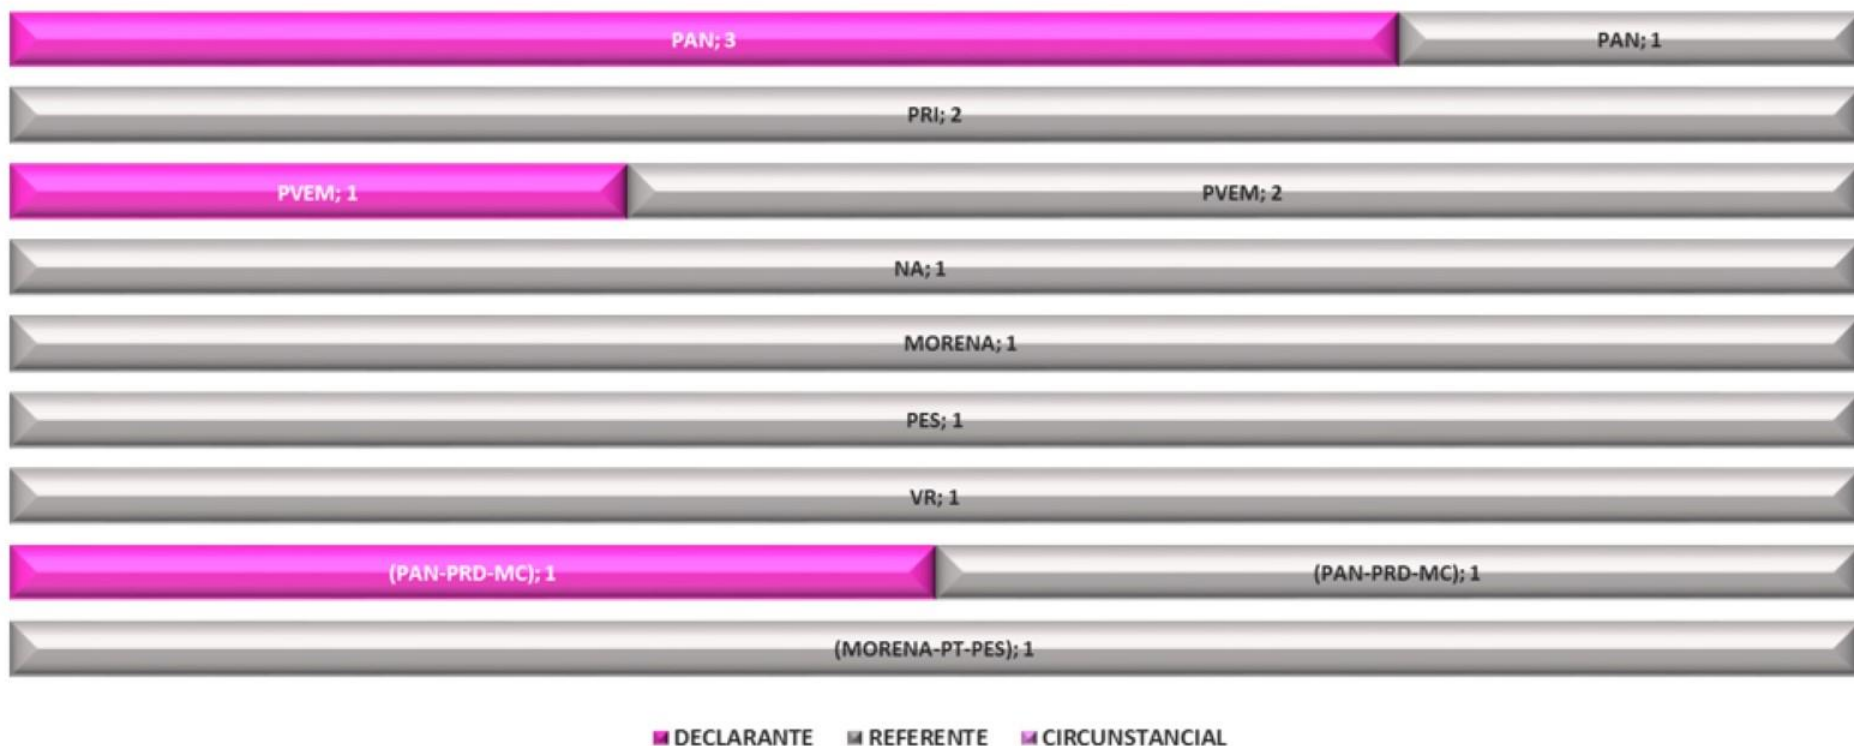 PAN; 3 PAN; 1
PRI; 2
PVEM; 1 PVEM; 2
NA; 1
MORENA; 1
PES; 1
VR; 1
(PAN-PRD-MC); 1 (PAN-PRD-MC); 1
(MORENA-PT-PES); 1
DECLARANTE REFERENTE CIRCUNSTANCIAL